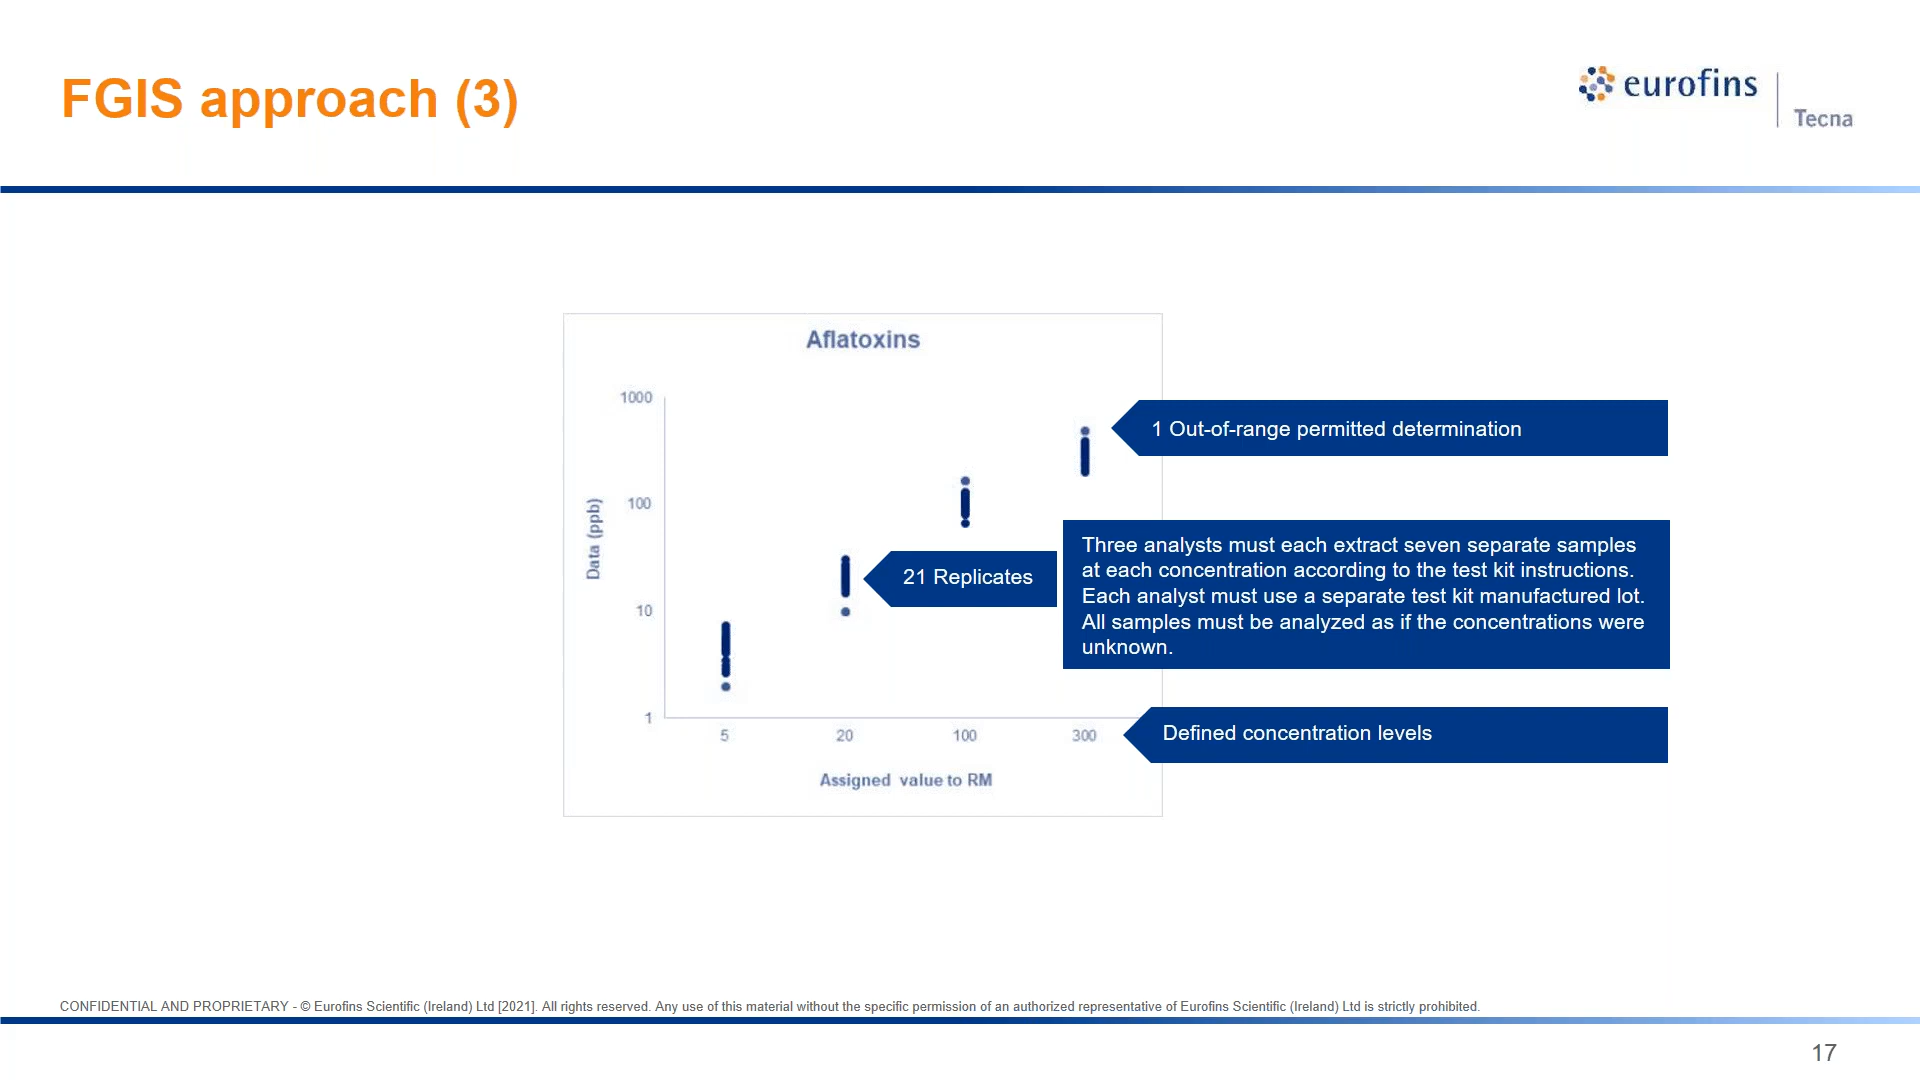 FGIS approach (3)
eurofins
Tecna
Aflatoxins
1000
100
10
1
Data (ppb)
5 20 100 300
Assigned value to RM
1 Out-of-range permitted determination
21 Replicates
Three analysts must each extract seven separate samples
at each concentration according to the test kit instructions.
Each analyst must use a separate test kit manufactured lot.
All samples must be analyzed as if the concentrations were
unknown.
Defined concentration levels
CONFIDENTIAL AND PROPRIETARY - © Eurofins Scientific (Ireland) Ltd [2021]. All rights reserved. Any use of this material without the specific permission of an authorized representative of Eurofins Scientific (Ireland) Ltd is strictly prohibited.
17